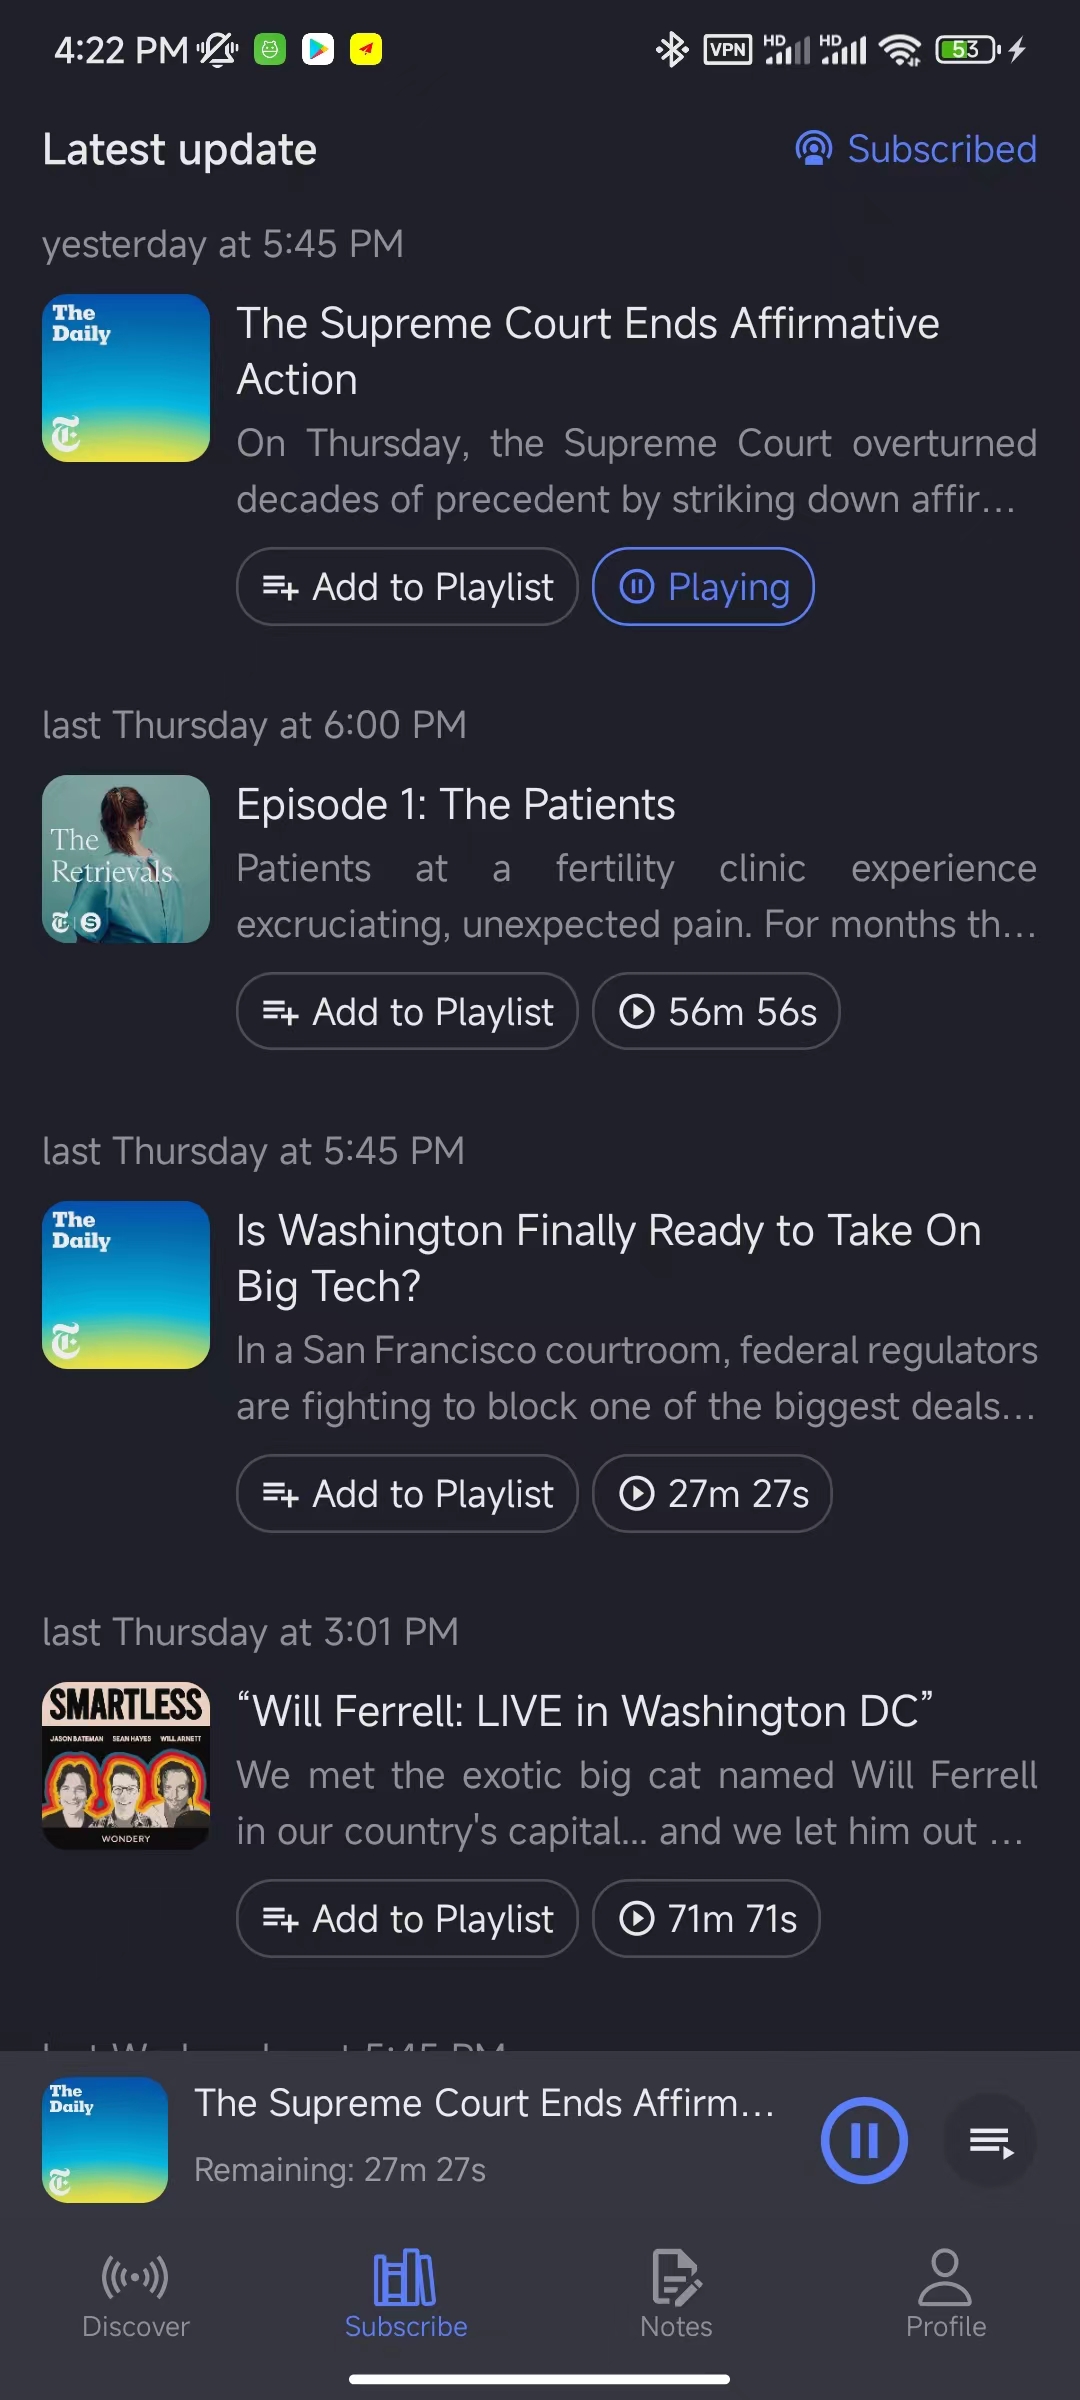 4:22 PM
VPN HD HD 53
Latest update
Subscribed
yesterday at 5:45 PM
The
Daily
The Supreme Court Ends Affirmative
Action
On Thursday, the Supreme Court overturned
decades of precedent by striking down affir...
Add to Playlist
Playing
last Thursday at 6:00 PM
The
Retrievals
Episode 1: The Patients
Patients at a fertility clinic experience
excruciating, unexpected pain. For months th...
Add to Playlist
56m 56s
last Thursday at 5:45 PM
The
Daily
Is Washington Finally Ready to Take On
Big Tech?
In a San Francisco courtroom, federal regulators
are fighting to block one of the biggest deals...
Add to Playlist
27m 27s
last Thursday at 3:01 PM
SMARTLESS
JASON BATEMAN SEAN HAYES WILL ARNETT
WONDERY
“Will Ferrell: LIVE in Washington DC”
We met the exotic big cat named Will Ferrell
in our country's capital... and we let him out ...
Add to Playlist
71m 71s
The
Daily
The Supreme Court Ends Affirm...
Remaining: 27m 27s
Discover
Subscribe
Notes
Profile